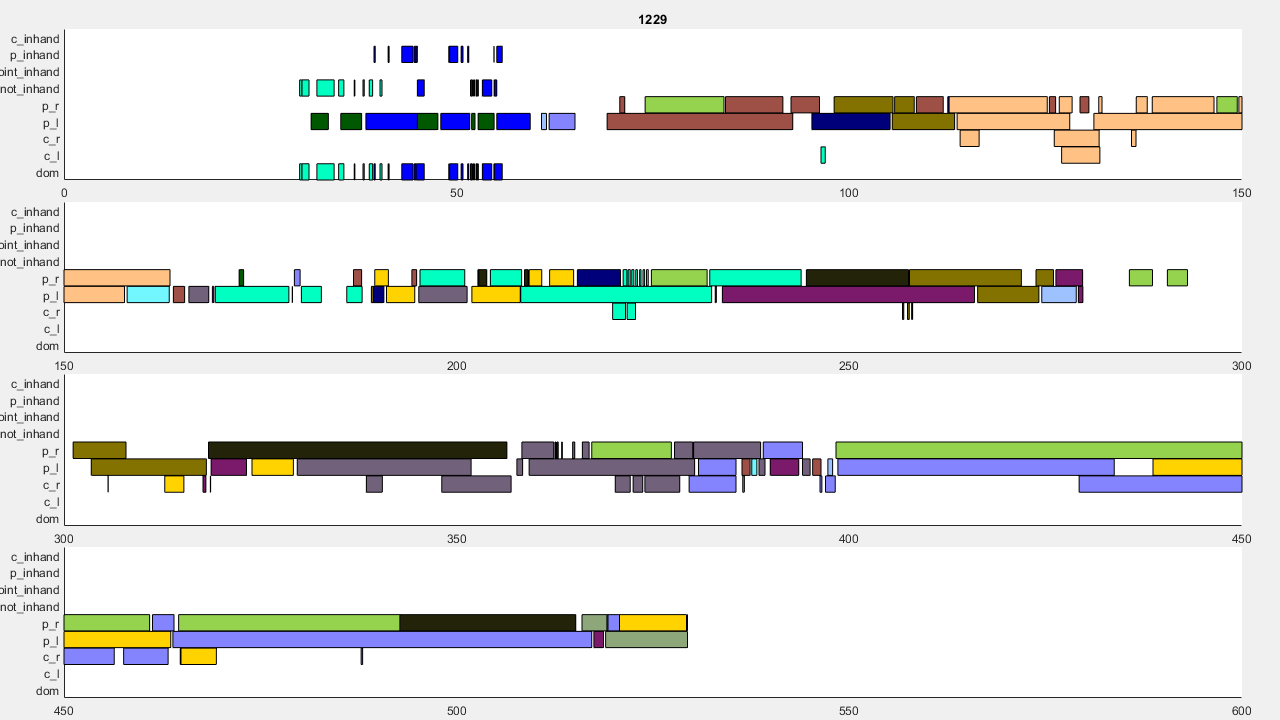 1229
c_inhand
p_inhand
oint_inhand
not_inhand
p_r
p_l
c_r
c_l
dom
0 50 100 150
c_inhand
p_inhand
oint_inhand
not_inhand
p_r
p_l
c_r
c_l
dom
150 200 250 300
c_inhand
p_inhand
oint_inhand
not_inhand
p_r
p_l
c_r
c_l
dom
300 350 400 450
c_inhand
p_inhand
oint_inhand
not_inhand
p_r
p_l
c_r
c_l
dom
450 500 550 600